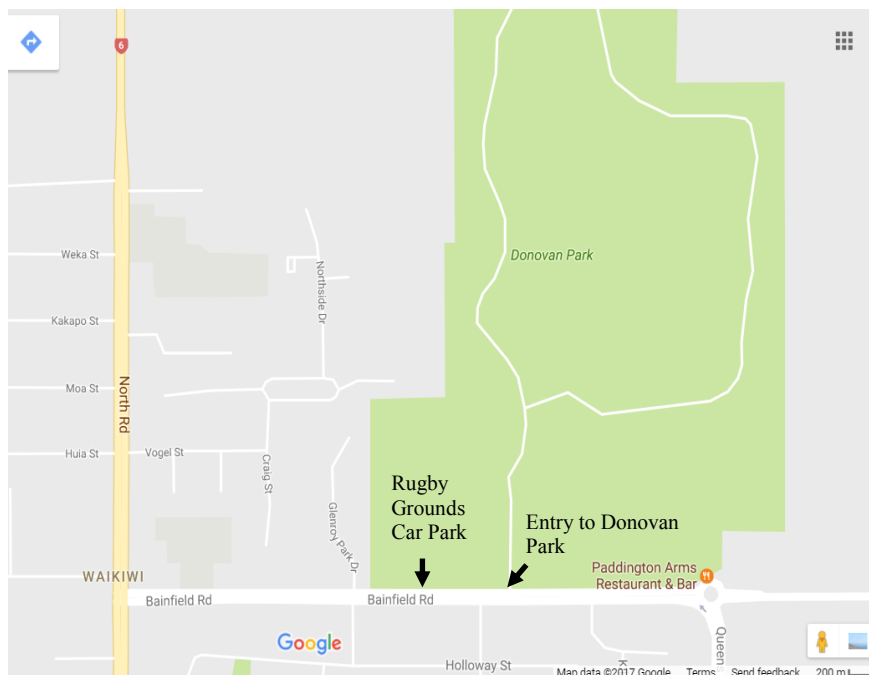 6
Donovan Park
Weka St
Northside Dr
Kakapo St
North Rd
Moa St
Huia St
Vogel St
Craig St
Glenroy Park Dr
Rugby
Grounds
Car Park
Entry to Donovan
Park
Paddington Arms
Restaurant & Bar
WAIKIWI
Bainfield Rd
Bainfield Rd
Queen
Google
Holloway St
K
Map data ©2017 Google Terms Send feedback 200 m